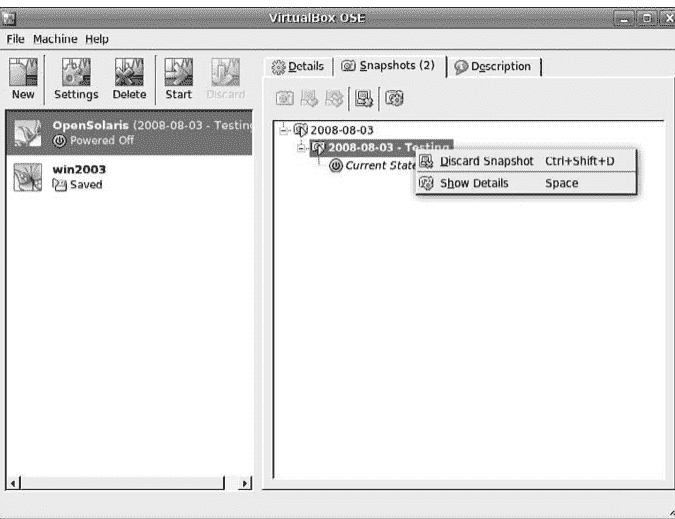 VirtualBox OSE
File Machine Help
New Settings Delete Start Discard
Details Snapshots (2) Description
OpenSolaris (2008-08-03 - Testing
Powered Off
win2003
Saved
2008-08-03
2008-08-03 - Testing
Current State
Discard Snapshot Ctrl+Shift+D
Show Details Space